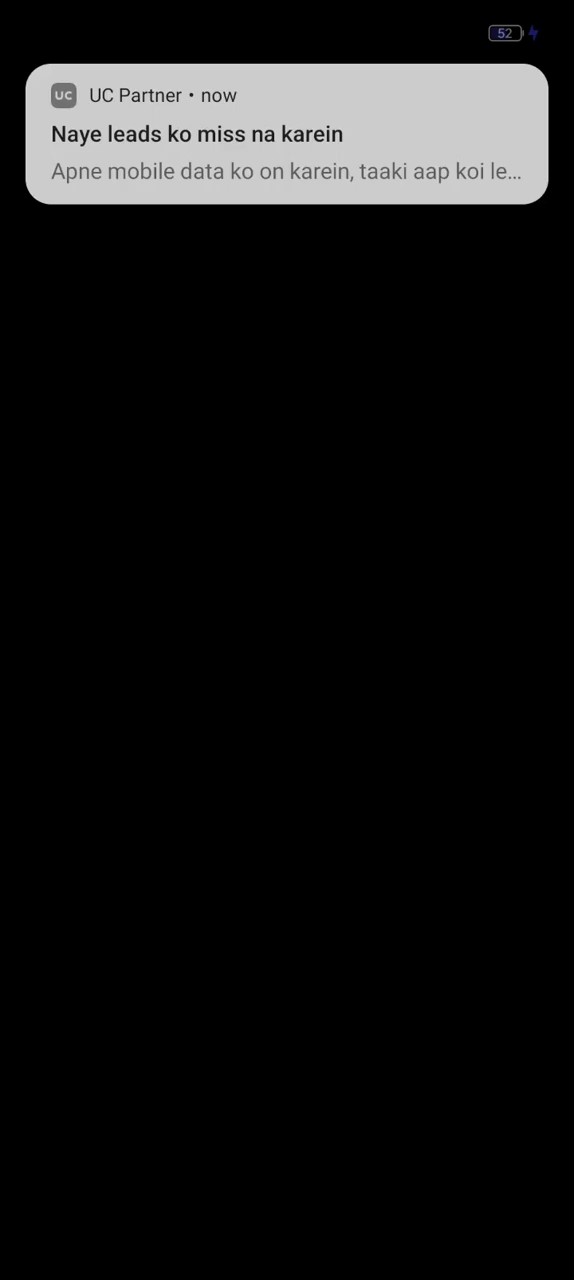 52
UC UC Partner • now
Naye leads ko miss na karein
Apne mobile data ko on karein, taaki aap koi le...